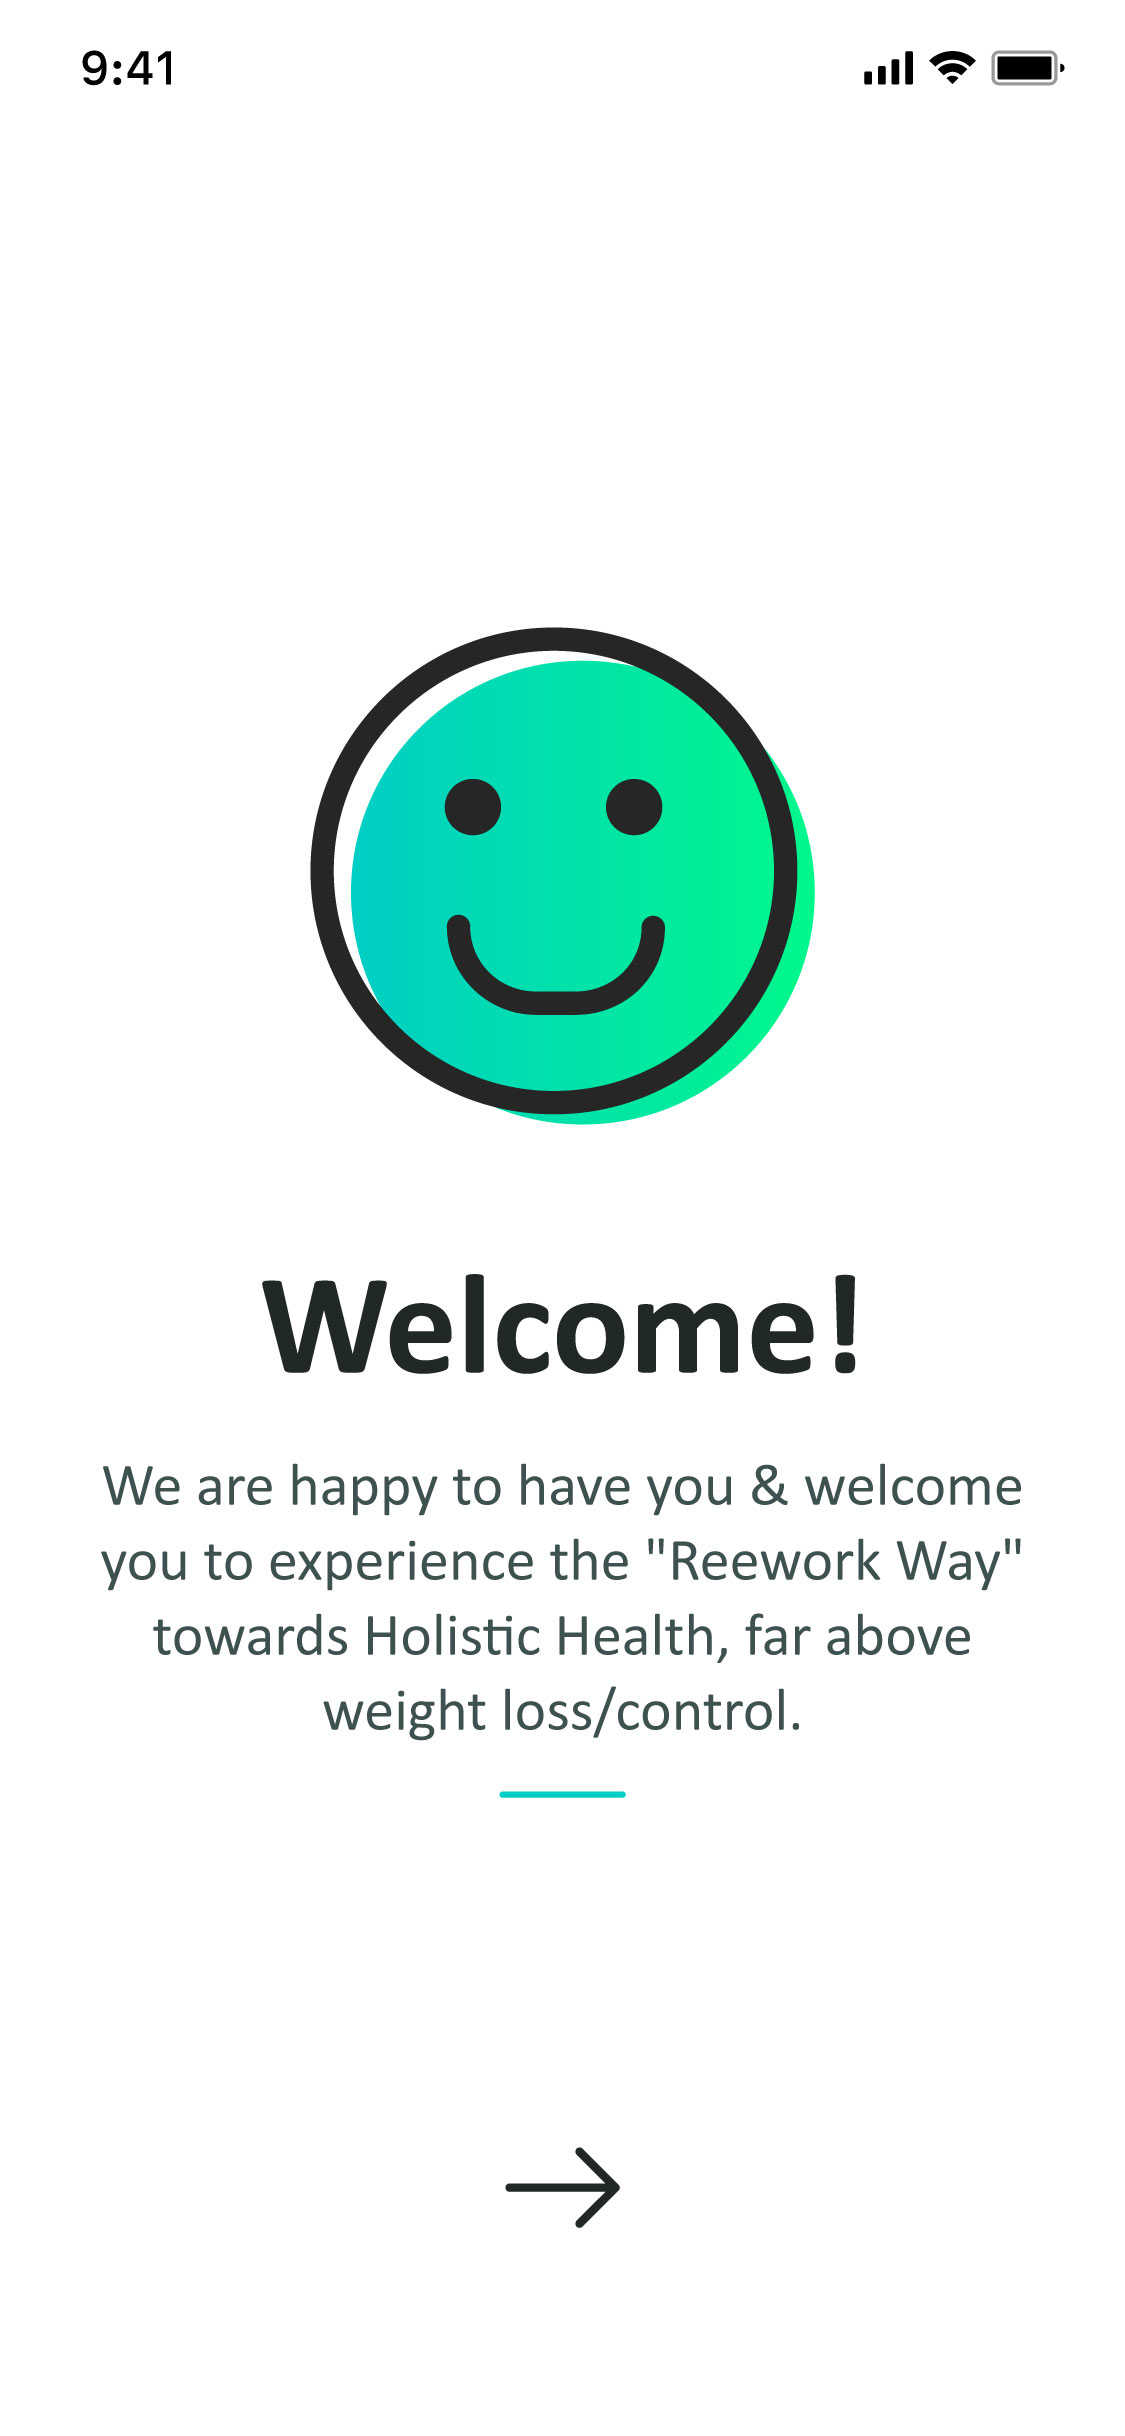 9:41
Welcome!
We are happy to have you & welcome
you to experience the "Reework Way"
towards Holistic Health, far above
weight loss/control.